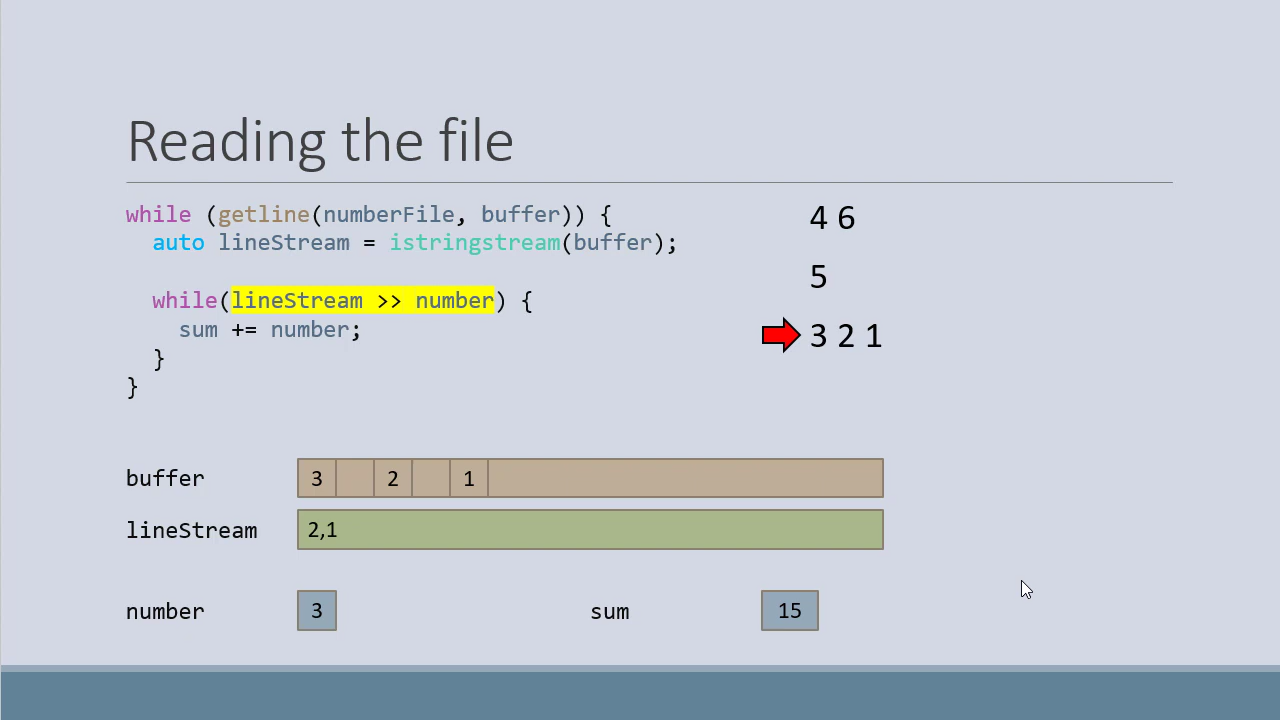 Reading the file
while (getline(numberFile, buffer)) {
auto lineStream = istringstream(buffer);
while(lineStream >> number) {
sum += number;
}
}
4 6
5
3 2 1
buffer 3 2 1
lineStream 2,1
number 3 sum 15